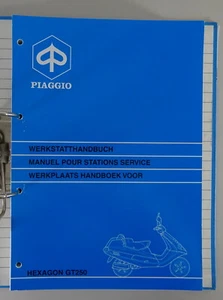 PIAGGIO
WERKSTATTHANDBUCH
MANUEL POUR STATIONS SERVICE
WERKPLAATS HANDBOEK VOOR
HEXAGON GT250